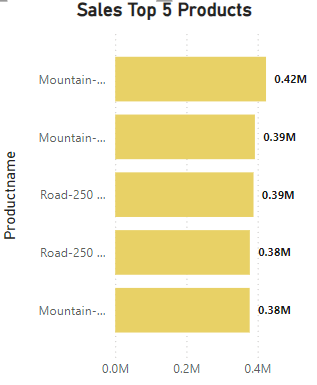 Sales Top 5 Products
Productname
Mountain-... 0.42M
Mountain-... 0.39M
Road-250 ... 0.39M
Road-250 ... 0.38M
Mountain-... 0.38M
0.0M 0.2M 0.4M